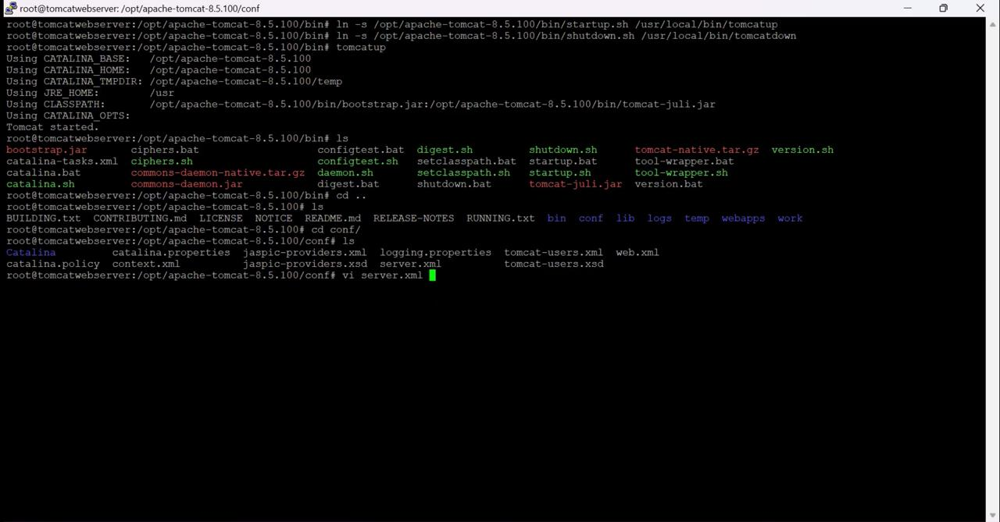 root@tomcatwebserver: /opt/apache-tomcat-8.5.100/conf
root@tomcatwebserver:/opt/apache-tomcat-8.5.100/bin# ln -s /opt/apache-tomcat-8.5.100/bin/startup.sh /usr/local/bin/tomcatup
root@tomcatwebserver:/opt/apache-tomcat-8.5.100/bin# ln -s /opt/apache-tomcat-8.5.100/bin/shutdown.sh /usr/local/bin/tomcatdown
root@tomcatwebserver:/opt/apache-tomcat-8.5.100/bin# tomcatup
Using CATALINA_BASE:   /opt/apache-tomcat-8.5.100
Using CATALINA_HOME:   /opt/apache-tomcat-8.5.100
Using CATALINA_TMPDIR: /opt/apache-tomcat-8.5.100/temp
Using JRE_HOME:        /usr
Using CLASSPATH:       /opt/apache-tomcat-8.5.100/bin/bootstrap.jar:/opt/apache-tomcat-8.5.100/bin/tomcat-juli.jar
Using CATALINA_OPTS:
Tomcat started.
root@tomcatwebserver:/opt/apache-tomcat-8.5.100/bin# ls
bootstrap.jar       ciphers.bat                   configtest.bat  digest.sh         shutdown.sh      tomcat-native.tar.gz  version.sh
catalina-tasks.xml  ciphers.sh                    configtest.sh   setclasspath.bat  startup.bat      tool-wrapper.bat
catalina.bat        commons-daemon-native.tar.gz  daemon.sh       setclasspath.sh   startup.sh       tool-wrapper.sh
catalina.sh         commons-daemon.jar            digest.bat      shutdown.bat      tomcat-juli.jar  version.bat
root@tomcatwebserver:/opt/apache-tomcat-8.5.100/bin# cd ..
root@tomcatwebserver:/opt/apache-tomcat-8.5.100# ls
BUILDING.txt  CONTRIBUTING.md  LICENSE  NOTICE  README.md  RELEASE-NOTES  RUNNING.txt  bin  conf  lib  logs  temp  webapps  work
root@tomcatwebserver:/opt/apache-tomcat-8.5.100# cd conf/
root@tomcatwebserver:/opt/apache-tomcat-8.5.100/conf# ls
Catalina         catalina.properties  jaspic-providers.xml  logging.properties  tomcat-users.xml  web.xml
catalina.policy  context.xml          jaspic-providers.xsd  server.xml          tomcat-users.xsd
root@tomcatwebserver:/opt/apache-tomcat-8.5.100/conf# vi server.xml